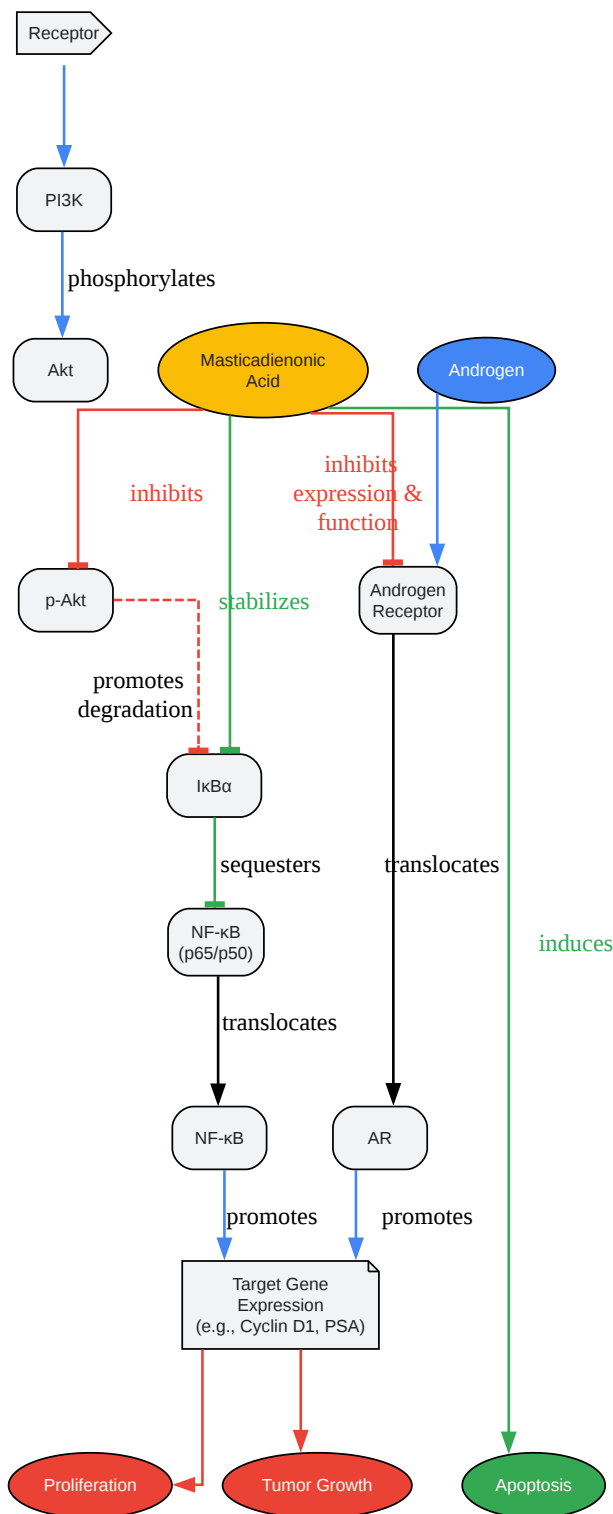 Receptor
PI3K
phosphorylates
Akt
Masticadienonic
Acid
Androgen
inhibits
inhibits
expression &
function
p-Akt
stabilizes
Androgen
Receptor
promotes
degradation
IκBα
sequesters
translocates
NF-κB
(p65/p50)
induces
translocates
NF-κB
AR
promotes
promotes
Target Gene
Expression
(e.g., Cyclin D1, PSA)
Proliferation
Tumor Growth
Apoptosis